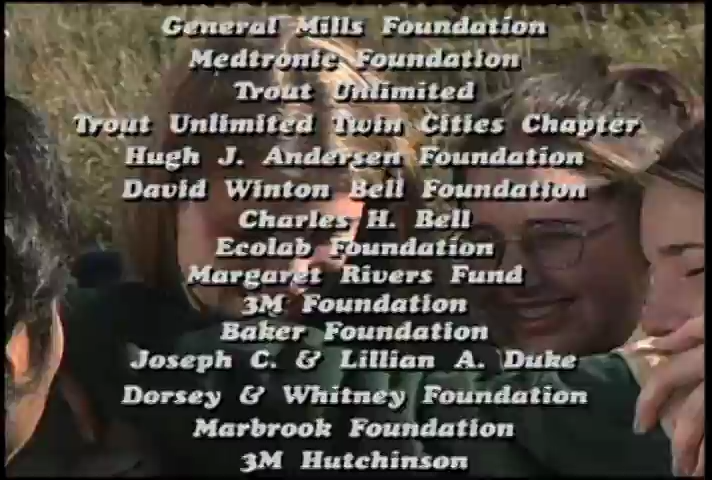 General Mills Foundation
Medtronic Foundation
Trout Unlimited
Trout Unlimited Twin Cities Chapter
Hugh J. Andersen Foundation
David Winton Bell Foundation
Charles H. Bell
Ecolab Foundation
Margaret Rivers Fund
3M Foundation
Baker Foundation
Joseph C. & Lillian A. Duke
Dorsey & Whitney Foundation
Marbrook Foundation
3M Hutchinson